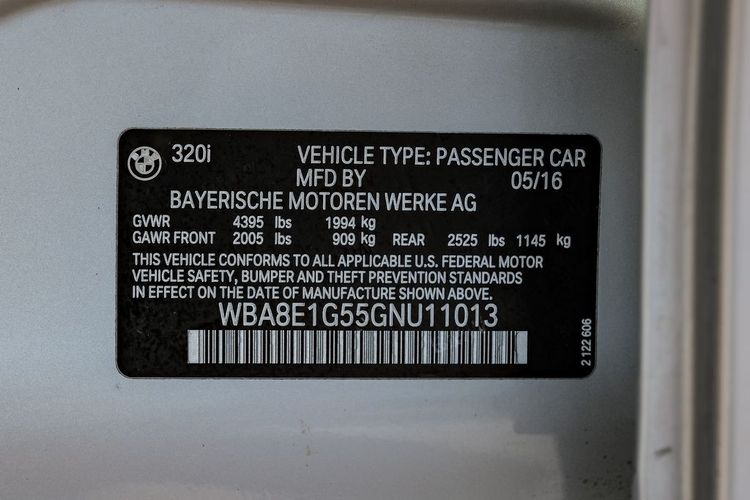 320i VEHICLE TYPE: PASSENGER CAR
MFD BY 05/16
BAYERISCHE MOTOREN WERKE AG
GVWR 4395 lbs 1994 kg
GAWR FRONT 2005 lbs 909 kg REAR 2525 lbs 1145 kg
THIS VEHICLE CONFORMS TO ALL APPLICABLE U.S. FEDERAL MOTOR
VEHICLE SAFETY, BUMPER AND THEFT PREVENTION STANDARDS
IN EFFECT ON THE DATE OF MANUFACTURE SHOWN ABOVE.
WBA8E1G55GNU11013
2 122 606